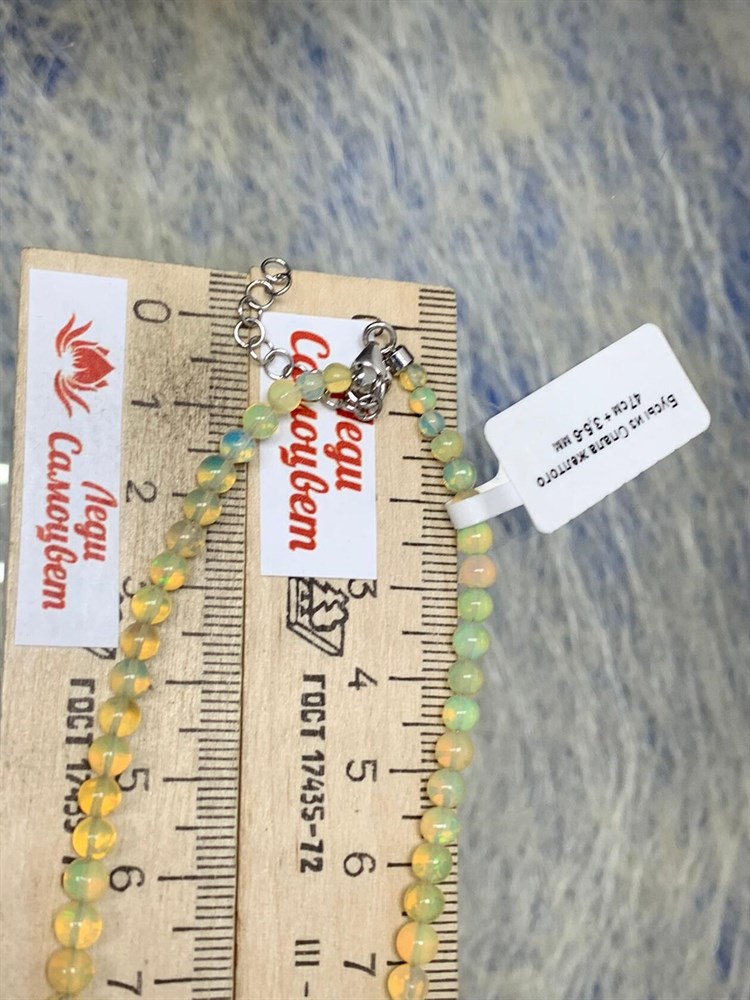 0
1
2
3
5
6
7
Леди
Самоцвет
ГОСТ 17435-72
Леди
Самоцвет
3
4
5
6
7
ГОСТ 17435-72
III -
Бусы из Опала желтого
47см + 3,5-5 мм